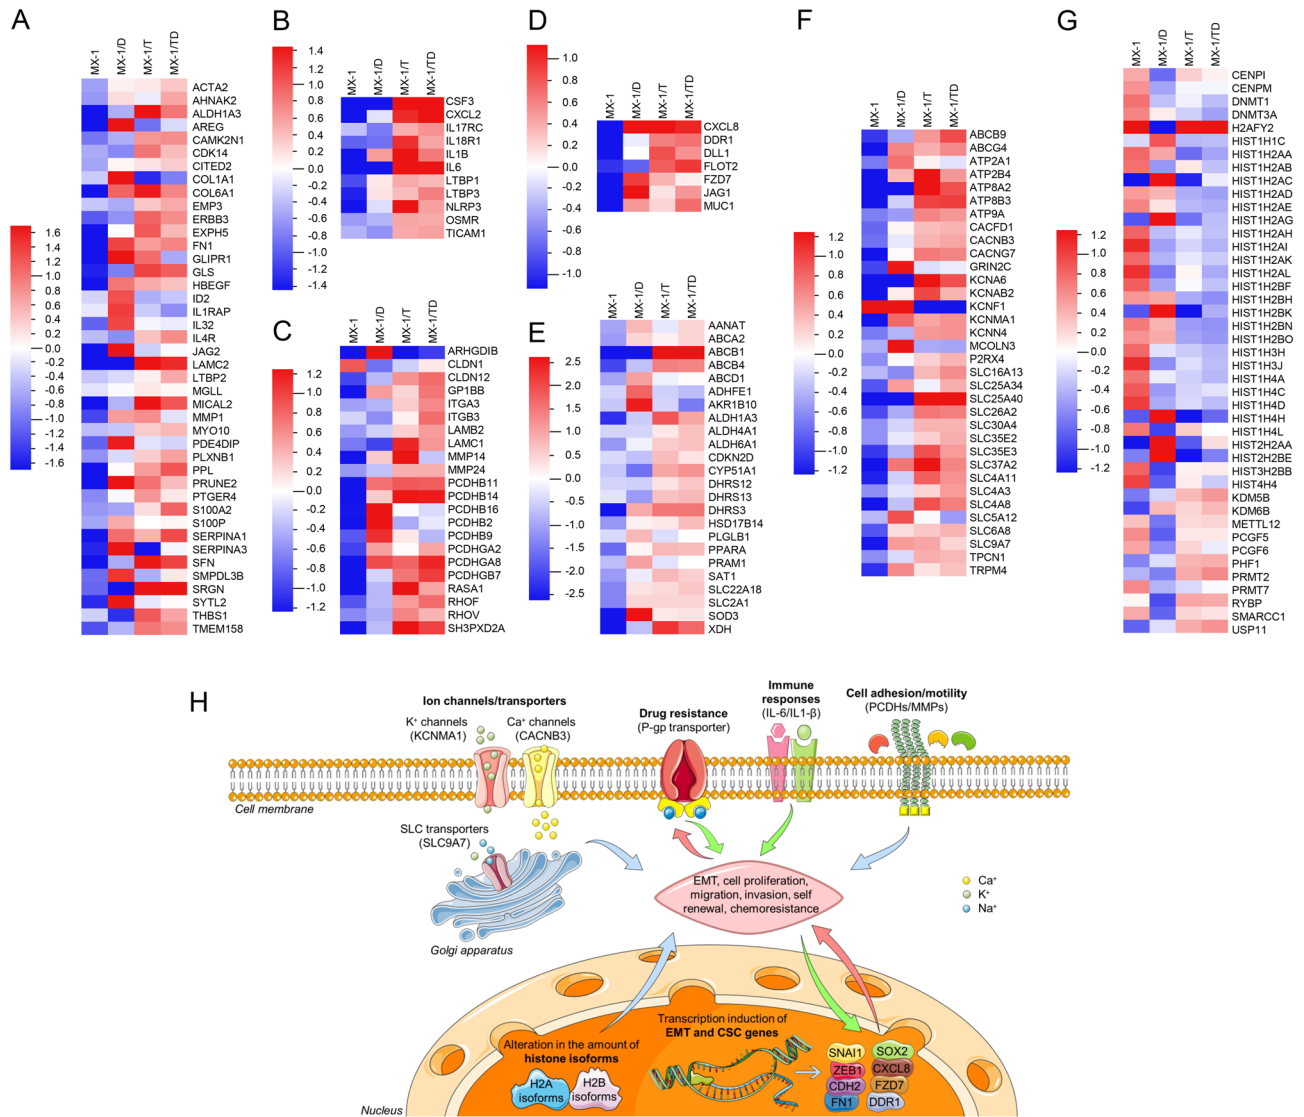 A
MX-1
MX-1/D
MX-1/T
MX-1/TD
1.6
1.4
1.2
1.0
0.8
0.6
0.4
0.2
0.0
-0.2
-0.4
-0.6
-0.8
-1.0
-1.2
-1.4
-1.6
ACTA2
AHNAK2
ALDH1A3
AREG
CAMK2N1
CDK14
CITED2
COL1A1
COL6A1
EMP3
ERBB3
EXPH5
FN1
GLIPR1
GLS
HBEGF
ID2
IL1RAP
IL32
IL4R
JAG2
LAMC2
LTBP2
MGLL
MICAL2
MMP1
MYO10
PDE4DIP
PLXNB1
PPL
PRUNE2
PTGER4
S100A2
S100P
SERPINA1
SERPINA3
SFN
SMPDL3B
SRGN
SYTL2
THBS1
TMEM158
B
MX-1
MX-1/D
MX-1/T
MX-1/TD
1.4
1.2
1.0
0.8
0.6
0.4
0.2
0.0
-0.2
-0.4
-0.6
-0.8
-1.0
-1.2
-1.4
CSF3
CXCL2
IL17RC
IL18R1
IL1B
IL6
LTBP1
LTBP3
NLRP3
OSMR
TICAM1
C
MX-1
MX-1/D
MX-1/T
MX-1/TD
1.2
1.0
0.8
0.6
0.4
0.2
0.0
-0.2
-0.4
-0.6
-0.8
-1.0
-1.2
ARHGDIB
CLDN1
CLDN12
GP1BB
ITGA3
ITGB3
LAMB2
LAMC1
MMP14
MMP24
PCDHB11
PCDHB14
PCDHB16
PCDHB2
PCDHB9
PCDHGA2
PCDHGA8
PCDHGB7
RASA1
RHOF
RHOV
SH3PXD2A
D
MX-1
MX-1/D
MX-1/T
MX-1/TD
1.0
0.8
0.6
0.4
0.2
0.0
-0.2
-0.4
-0.6
-0.8
-1.0
CXCL8
DDR1
DLL1
FLOT2
FZD7
JAG1
MUC1
E
MX-1
MX-1/D
MX-1/T
MX-1/TD
2.5
2.0
1.5
1.0
0.5
0.0
-0.5
-1.0
-1.5
-2.0
-2.5
AANAT
ABCA2
ABCB1
ABCB4
ABCD1
ADHFE1
AKR1B10
ALDH1A3
ALDH4A1
ALDH6A1
CDKN2D
CYP51A1
DHRS12
DHRS13
DHRS3
HSD17B14
PLGLB1
PPARA
PRAM1
SAT1
SLC22A18
SLC2A1
SOD3
XDH
F
MX-1
MX-1/D
MX-1/T
MX-1/TD
1.2
1.0
0.8
0.6
0.4
0.2
0.0
-0.2
-0.4
-0.6
-0.8
-1.0
-1.2
ABCB9
ABCG4
ATP2A1
ATP2B4
ATP8A2
ATP8B3
ATP9A
CACFD1
CACNB3
CACNG7
GRIN2C
KCNA6
KCNAB2
KCNF1
KCNMA1
KCNN4
MCOLN3
P2RX4
SLC16A13
SLC25A34
SLC25A40
SLC26A2
SLC30A4
SLC35E2
SLC35E3
SLC37A2
SLC4A11
SLC4A3
SLC4A8
SLC5A12
SLC6A8
SLC9A7
TPCN1
TRPM4
G
MX-1
MX-1/D
MX-1/T
MX-1/TD
1.2
1.0
0.8
0.6
0.4
0.2
0.0
-0.2
-0.4
-0.6
-0.8
-1.0
-1.2
CENPI
CENPM
DNMT1
DNMT3A
H2AFY2
HIST1H1C
HIST1H2AA
HIST1H2AB
HIST1H2AC
HIST1H2AD
HIST1H2AE
HIST1H2AG
HIST1H2AH
HIST1H2AI
HIST1H2AK
HIST1H2AL
HIST1H2BF
HIST1H2BH
HIST1H2BK
HIST1H2BN
HIST1H2BO
HIST1H3H
HIST1H3J
HIST1H4A
HIST1H4C
HIST1H4D
HIST1H4H
HIST1H4L
HIST2H2AA
HIST2H2BE
HIST3H2BB
HIST4H4
KDM5B
KDM6B
METTL12
PCGF5
PCGF6
PHF1
PRMT2
PRMT7
RYBP
SMARCC1
USP11
H
Ion channels/transporters
K⁺ channels
(KCNMA1)
Ca⁺ channels
(CACNB3)
Drug resistance
(P-gp transporter)
Immune
responses
(IL-6/IL1-β)
Cell adhesion/motility
(PCDHs/MMPs)
Cell membrane
SLC transporters
(SLC9A7)
Golgi apparatus
EMT, cell proliferation,
migration, invasion, self
renewal, chemoresistance
Ca⁺
K⁺
Na⁺
Alteration in the amount of
histone isoforms
H2A
isoforms
H2B
isoforms
Transcription induction of
EMT and CSC genes
SNAI1
SOX2
ZEB1
CXCL8
CDH2
FZD7
FN1
DDR1
Nucleus